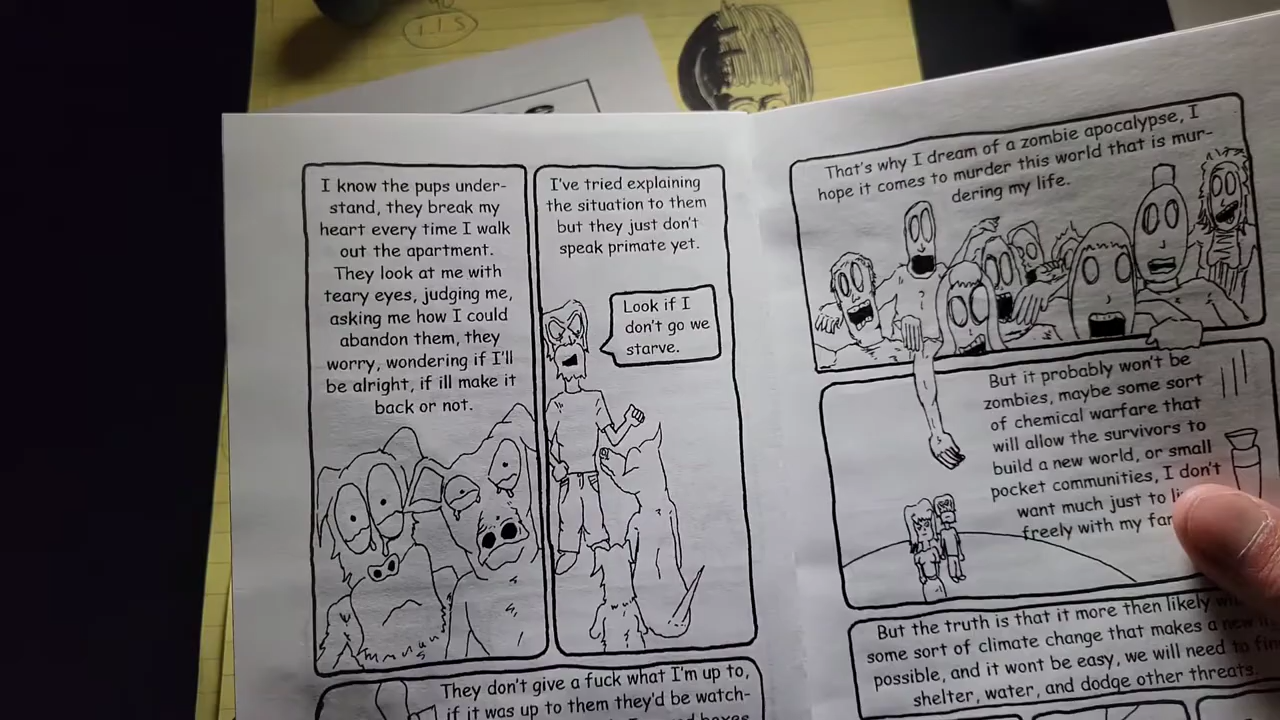 1.1.5
I know the pups under-
stand, they break my
heart every time I walk
out the apartment.
They look at me with
teary eyes, judging me,
asking me how I could
abandon them, they
worry, wondering if I'll
be alright, if ill make it
back or not.
I've tried explaining
the situation to them
but they just don't
speak primate yet.
Look if I
don't go we
starve.
They don't give a fuck what I'm up to,
if it was up to them they'd be watch-
That's why I dream of a zombie apocalypse, I
hope it comes to murder this world that is mur-
dering my life.
But it probably won't be
zombies, maybe some sort
of chemical warfare that
will allow the survivors to
build a new world, or small
pocket communities, I don't
want much just to
freely with my
But the truth is that it more then likely
some sort of climate change that makes a new
possible, and it wont be easy, we will need to
shelter, water, and dodge other threats.